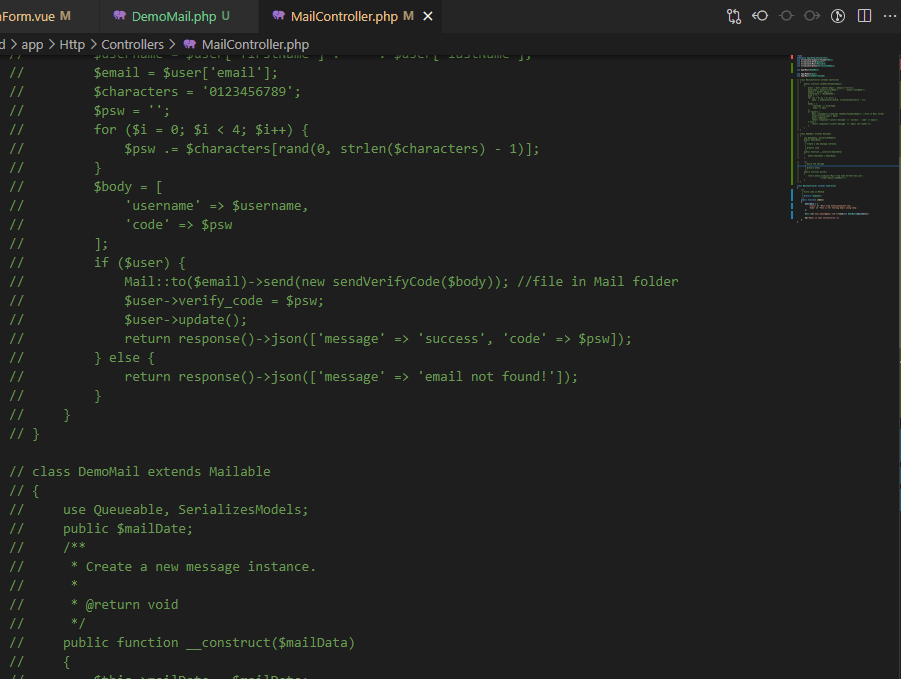 Form.vue M DemoMail.php U MailController.php M
app > Http > Controllers > MailController.php
//         $email = $user['email'];
//         $characters = '0123456789';
//         $psw = '';
//         for ($i = 0; $i < 4; $i++) {
//             $psw .= $characters[rand(0, strlen($characters) - 1)];
//         }
//         $body = [
//             'username' => $username,
//             'code' => $psw
//         ];
//         if ($user) {
//             Mail::to($email)->send(new sendVerifyCode($body)); //file in Mail folder
//             $user->verify_code = $psw;
//             $user->update();
//             return response()->json(['message' => 'success', 'code' => $psw]);
//         } else {
//             return response()->json(['message' => 'email not found!']);
//         }
//     }
// }
// class DemoMail extends Mailable
// {
//     use Queueable, SerializesModels;
//     public $mailDate;
//     /**
//      * Create a new message instance.
//      *
//      * @return void
//      */
//     public function __construct($mailData)
//     {